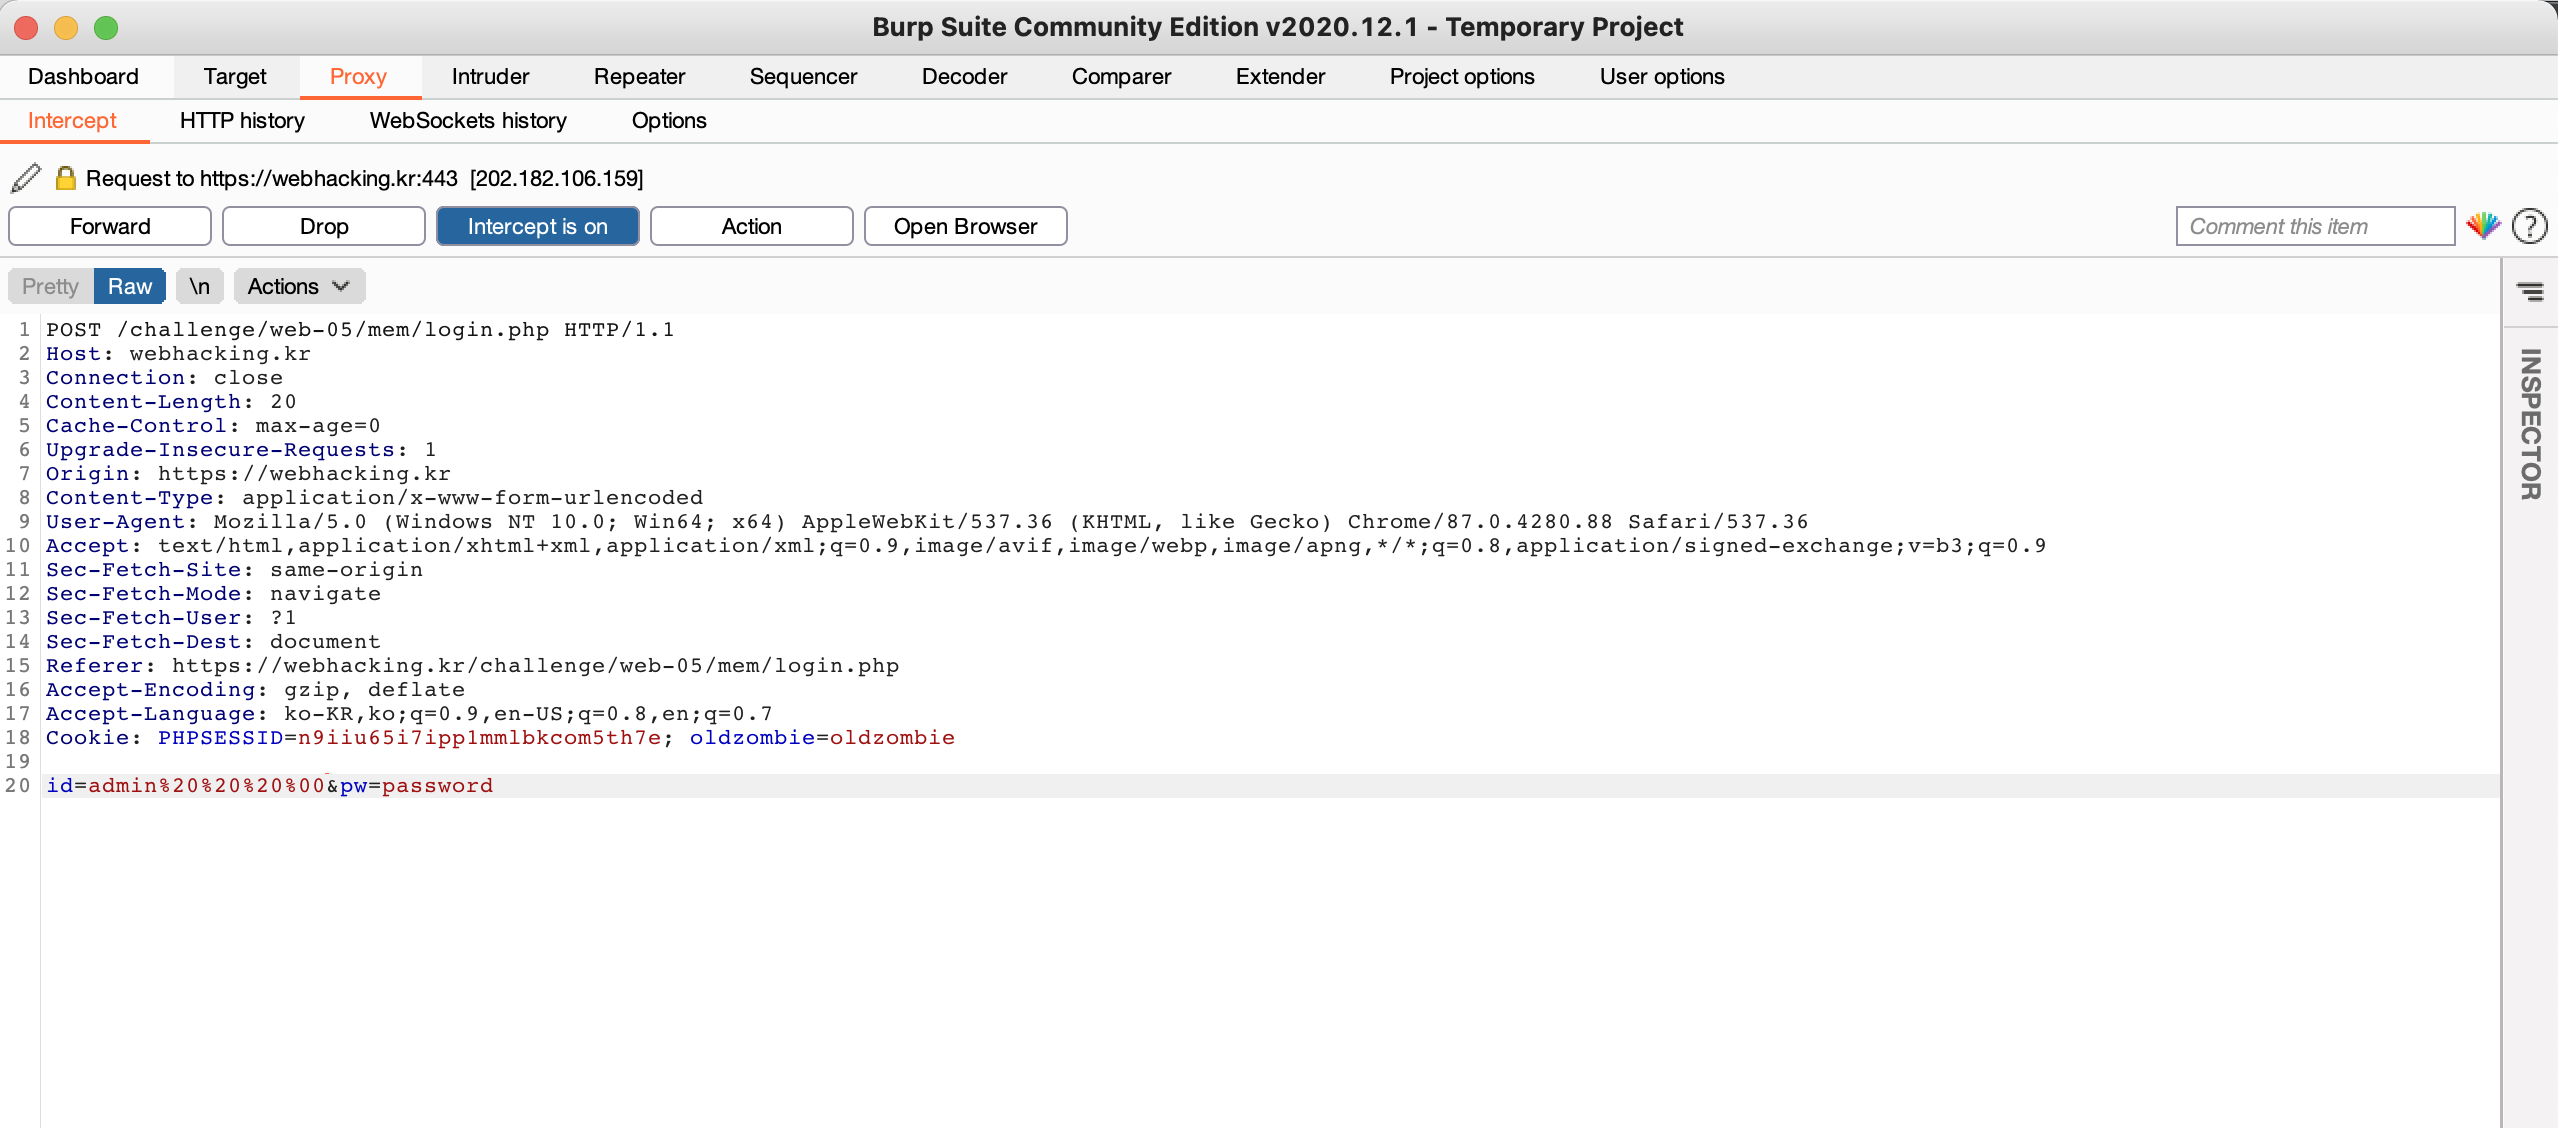 Burp Suite Community Edition v2020.12.1 - Temporary Project
Dashboard Target Proxy Intruder Repeater Sequencer Decoder Comparer Extender Project options User options
Intercept HTTP history WebSockets history Options
Request to https://webhacking.kr:443 [202.182.106.159]
Forward Drop Intercept is on Action Open Browser Comment this item ?
Pretty Raw \n Actions
1 POST /challenge/web-05/mem/login.php HTTP/1.1
2 Host: webhacking.kr
3 Connection: close
4 Content-Length: 20
5 Cache-Control: max-age=0
6 Upgrade-Insecure-Requests: 1
7 Origin: https://webhacking.kr
8 Content-Type: application/x-www-form-urlencoded
9 User-Agent: Mozilla/5.0 (Windows NT 10.0; Win64; x64) AppleWebKit/537.36 (KHTML, like Gecko) Chrome/87.0.4280.88 Safari/537.36
10 Accept: text/html,application/xhtml+xml,application/xml;q=0.9,image/avif,image/webp,image/apng,*/*;q=0.8,application/signed-exchange;v=b3;q=0.9
11 Sec-Fetch-Site: same-origin
12 Sec-Fetch-Mode: navigate
13 Sec-Fetch-User: ?1
14 Sec-Fetch-Dest: document
15 Referer: https://webhacking.kr/challenge/web-05/mem/login.php
16 Accept-Encoding: gzip, deflate
17 Accept-Language: ko-KR,ko;q=0.9,en-US;q=0.8,en;q=0.7
18 Cookie: PHPSESSID=n9iiu65i7ipp1mmlbkcom5th7e; oldzombie=oldzombie
19
20 id=admin%20%20%20%00&pw=password
INSPECTOR